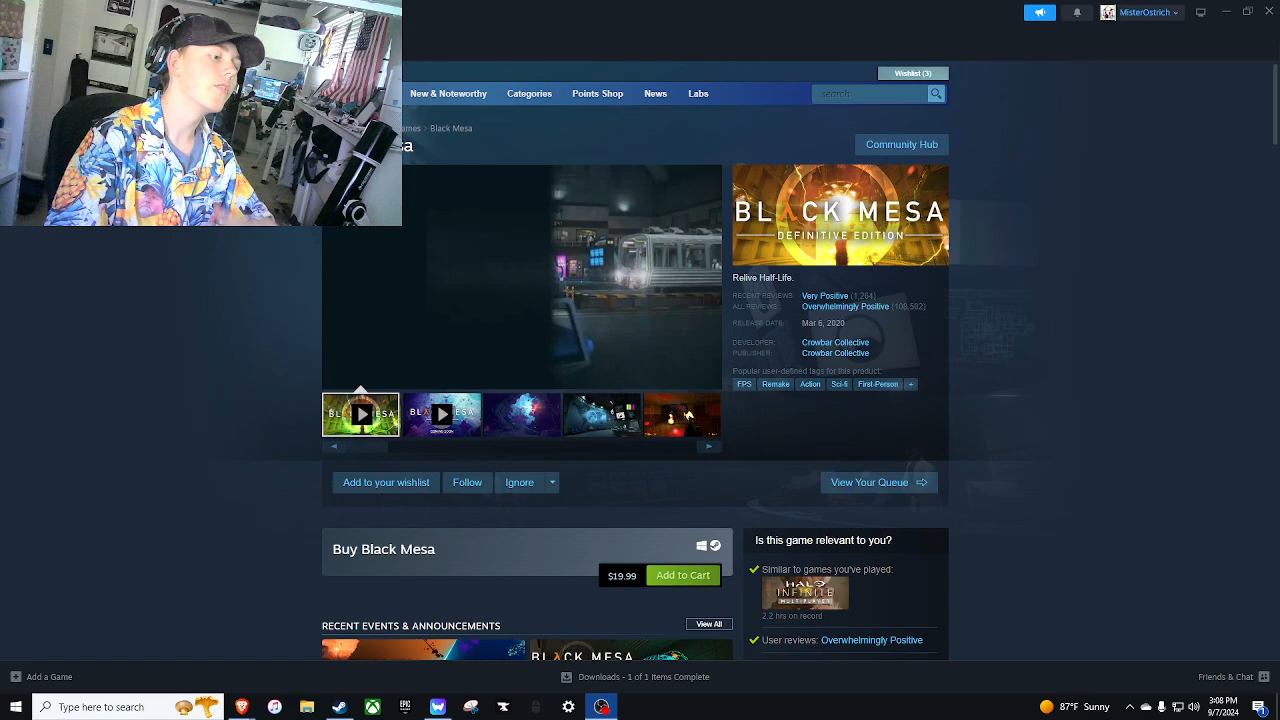 MisterOstrich
Wishlist (3)
New & Noteworthy Categories Points Shop News Labs
search
ames > Black Mesa
a
Community Hub
BLACK MESA
DEFINITIVE EDITION
Relive Half-Life.
RECENT REVIEWS: Very Positive (1,264)
ALL REVIEWS: Overwhelmingly Positive (108,502)
RELEASE DATE: Mar 6, 2020
DEVELOPER: Crowbar Collective
PUBLISHER: Crowbar Collective
Popular user-defined tags for this product:
FPS Remake Action Sci-fi First-Person +
COMING SOON
Add to your wishlist Follow Ignore View Your Queue
Buy Black Mesa
$19.99 Add to Cart
Is this game relevant to you?
Similar to games you've played:
HALO
INFINITE
MULTIPLAYER
2.2 hrs on record
User reviews: Overwhelmingly Positive
RECENT EVENTS & ANNOUNCEMENTS View All
BLACK MESA
Add a Game Downloads - 1 of 1 Items Complete Friends & Chat
Type here to search
EPIC
87°F Sunny
3:08 PM
9/7/2024